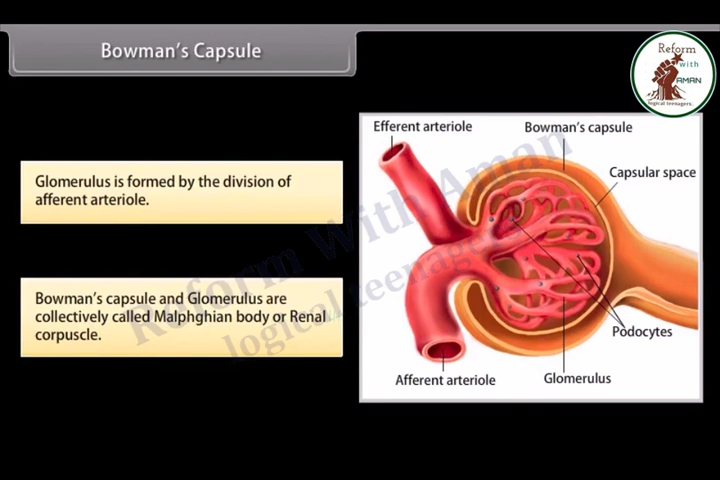 Bowman's Capsule
Reform
with
AMAN
logical teenagers.
Glomerulus is formed by the division of
afferent arteriole.
Bowman's capsule and Glomerulus are
collectively called Malphghian body or Renal
corpuscle.
Efferent arteriole
Bowman's capsule
Capsular space
Podocytes
Afferent arteriole
Glomerulus
Reform With Aman
logical teenagers